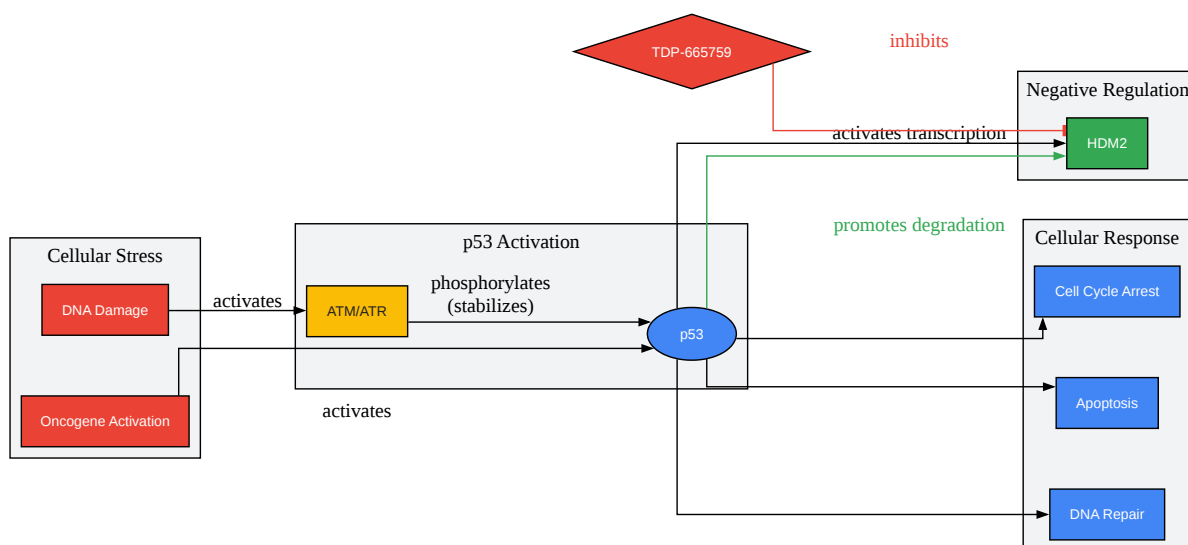 TDP-665759
inhibits
Negative Regulation
activates transcription
HDM2
promotes degradation
p53 Activation
Cellular Response
Cellular Stress
phosphorylates
(stabilizes)
activates
DNA Damage
ATM/ATR
p53
Cell Cycle Arrest
activates
Oncogene Activation
Apoptosis
DNA Repair